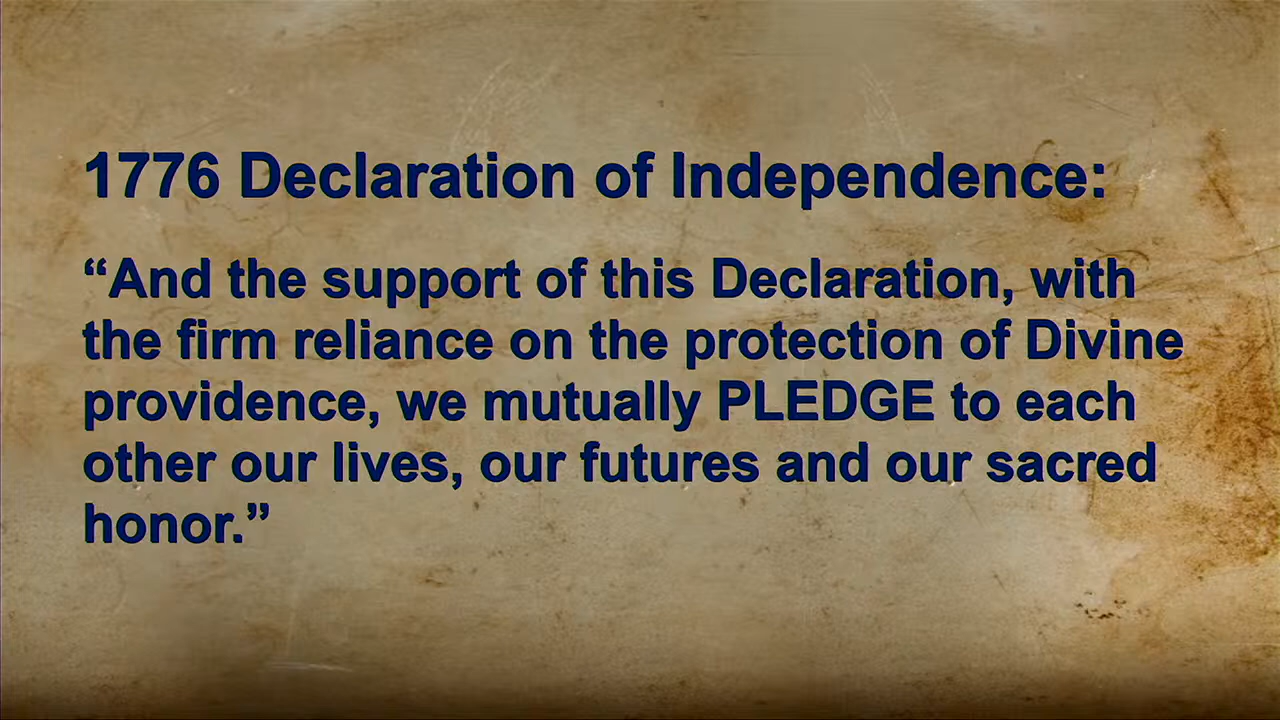 1776 Declaration of Independence:
“And the support of this Declaration, with
the firm reliance on the protection of Divine
providence, we mutually PLEDGE to each
other our lives, our futures and our sacred
honor.”